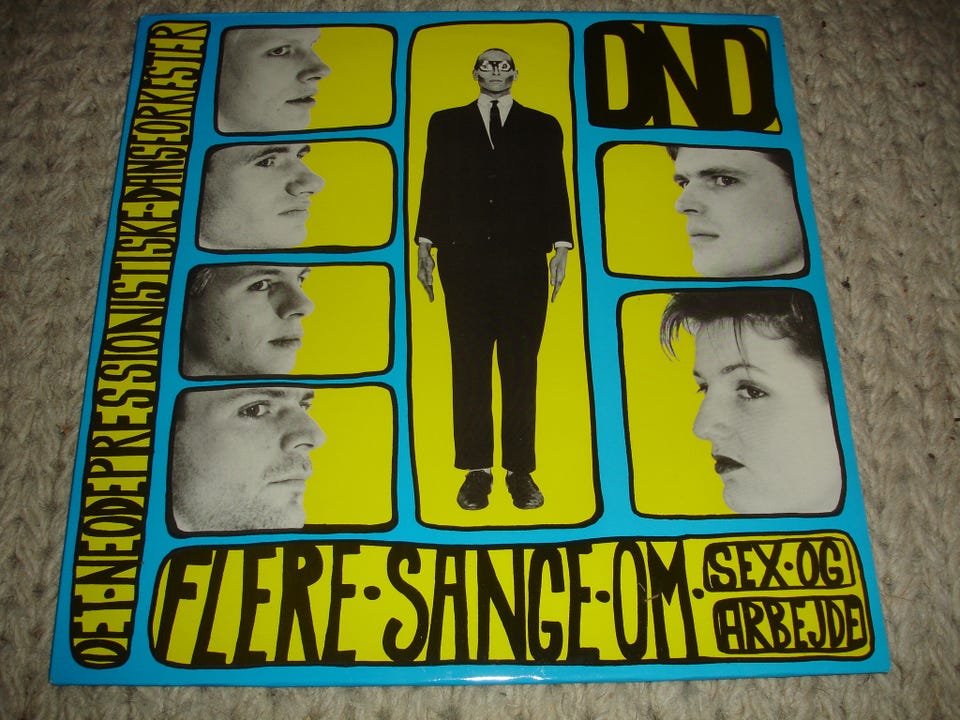 DET·NEODEPRESSIONISTISKE·DANSEORKESTER
DND
FLERE·SANGE·OM·SEX·OG
ARBEJDE